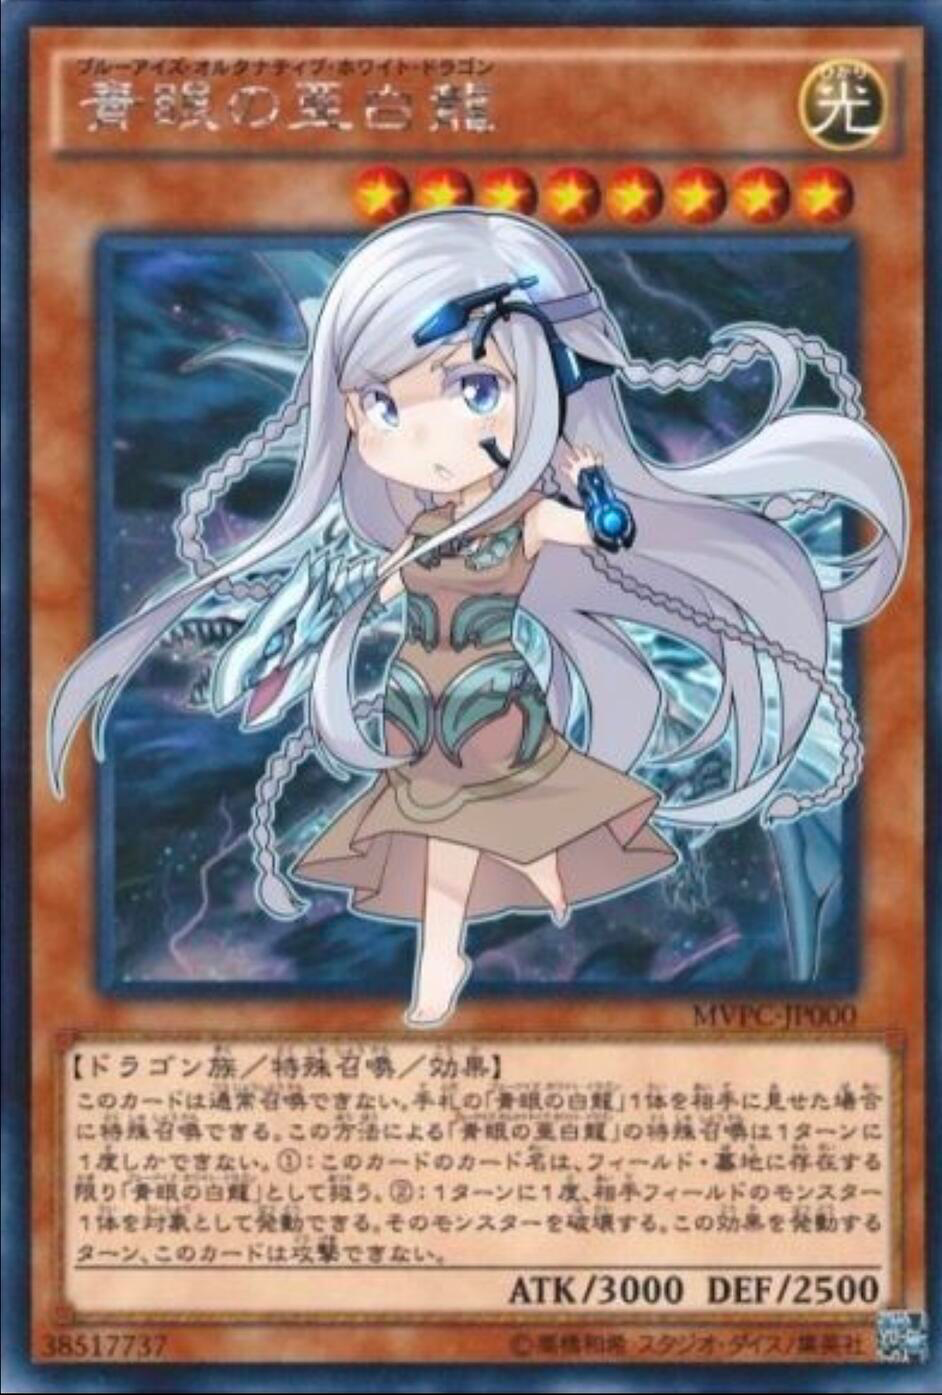 ブルーアイズ・オルタナティブ・ホワイト・ドラゴン
青眼の亜白龍
ひかり
光
MVPC-JP000
【ドラゴン族／特殊召喚／効果】
このカードは通常召喚できない。手札の「青眼の白龍」1体を相手に見せた場合
に特殊召喚できる。この方法による「青眼の亜白龍」の特殊召喚は1ターンに
1度しかできない。①：このカードのカード名は、フィールド・墓地に存在する
限り「青眼の白龍」として扱う。②：1ターンに1度、相手フィールドのモンスター
1体を対象として発動できる。そのモンスターを破壊する。この効果を発動する
ターン、このカードは攻撃できない。
ATK/3000 DEF/2500
38517737
©高橋和希 スタジオ・ダイス/集英社